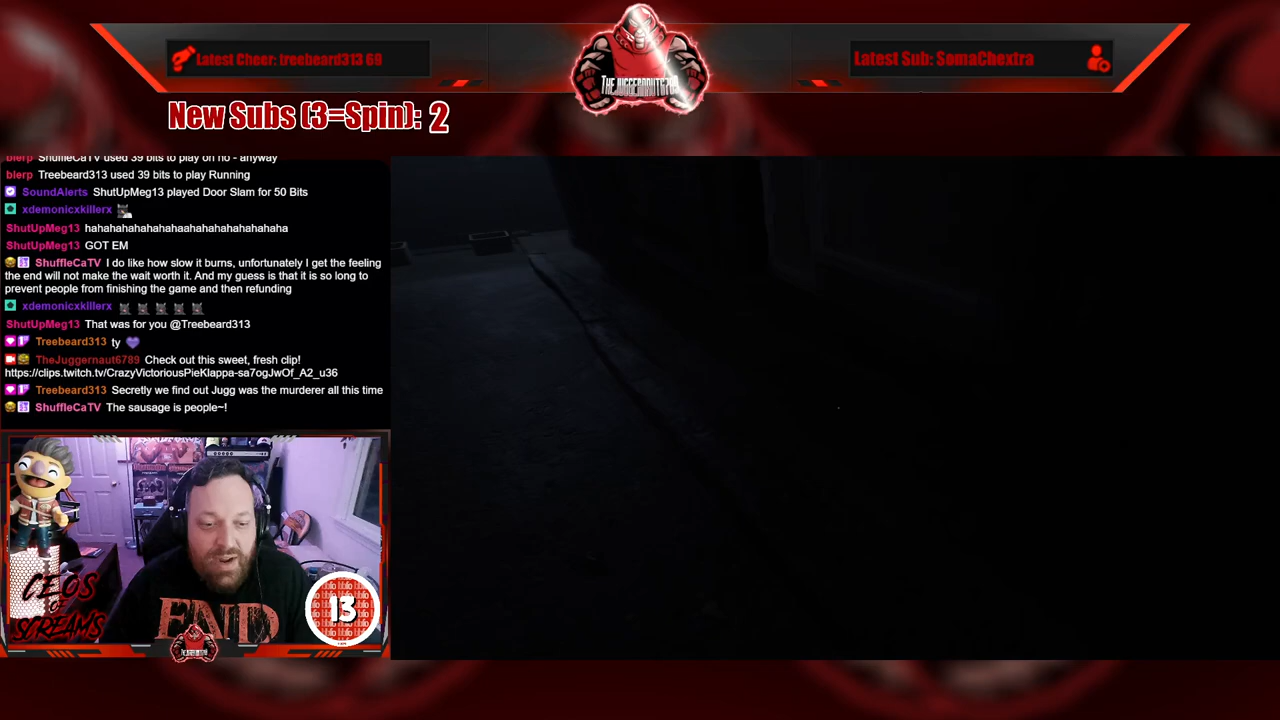 Latest Cheer: treebeard313 69
THEJUGGERNAUT6789
Latest Sub: SomaChextra
New Subs (3=Spin): 2
blerp ShuffleCaTV used 39 bits to play oh no - anyway
blerp Treebeard313 used 39 bits to play Running
SoundAlerts ShutUpMeg13 played Door Slam for 50 Bits
xdemonicxkillerx
ShutUpMeg13 hahahahahahahahaahahahahahahahaha
ShutUpMeg13 GOT EM
ShuffleCaTV I do like how slow it burns, unfortunately I get the feeling
the end will not make the wait worth it. And my guess is that it is so long to
prevent people from finishing the game and then refunding
xdemonicxkillerx
ShutUpMeg13 That was for you @Treebeard313
Treebeard313 ty
TheJuggernaut6789 Check out this sweet, fresh clip!
https://clips.twitch.tv/CrazyVictoriousPieKlappa-sa7ogJwOf_A2_u36
Treebeard313 Secretly we find out Jugg was the murderer all this time
ShuffleCaTV The sausage is people~!
CEOS
OF
SCREAMS
END
13